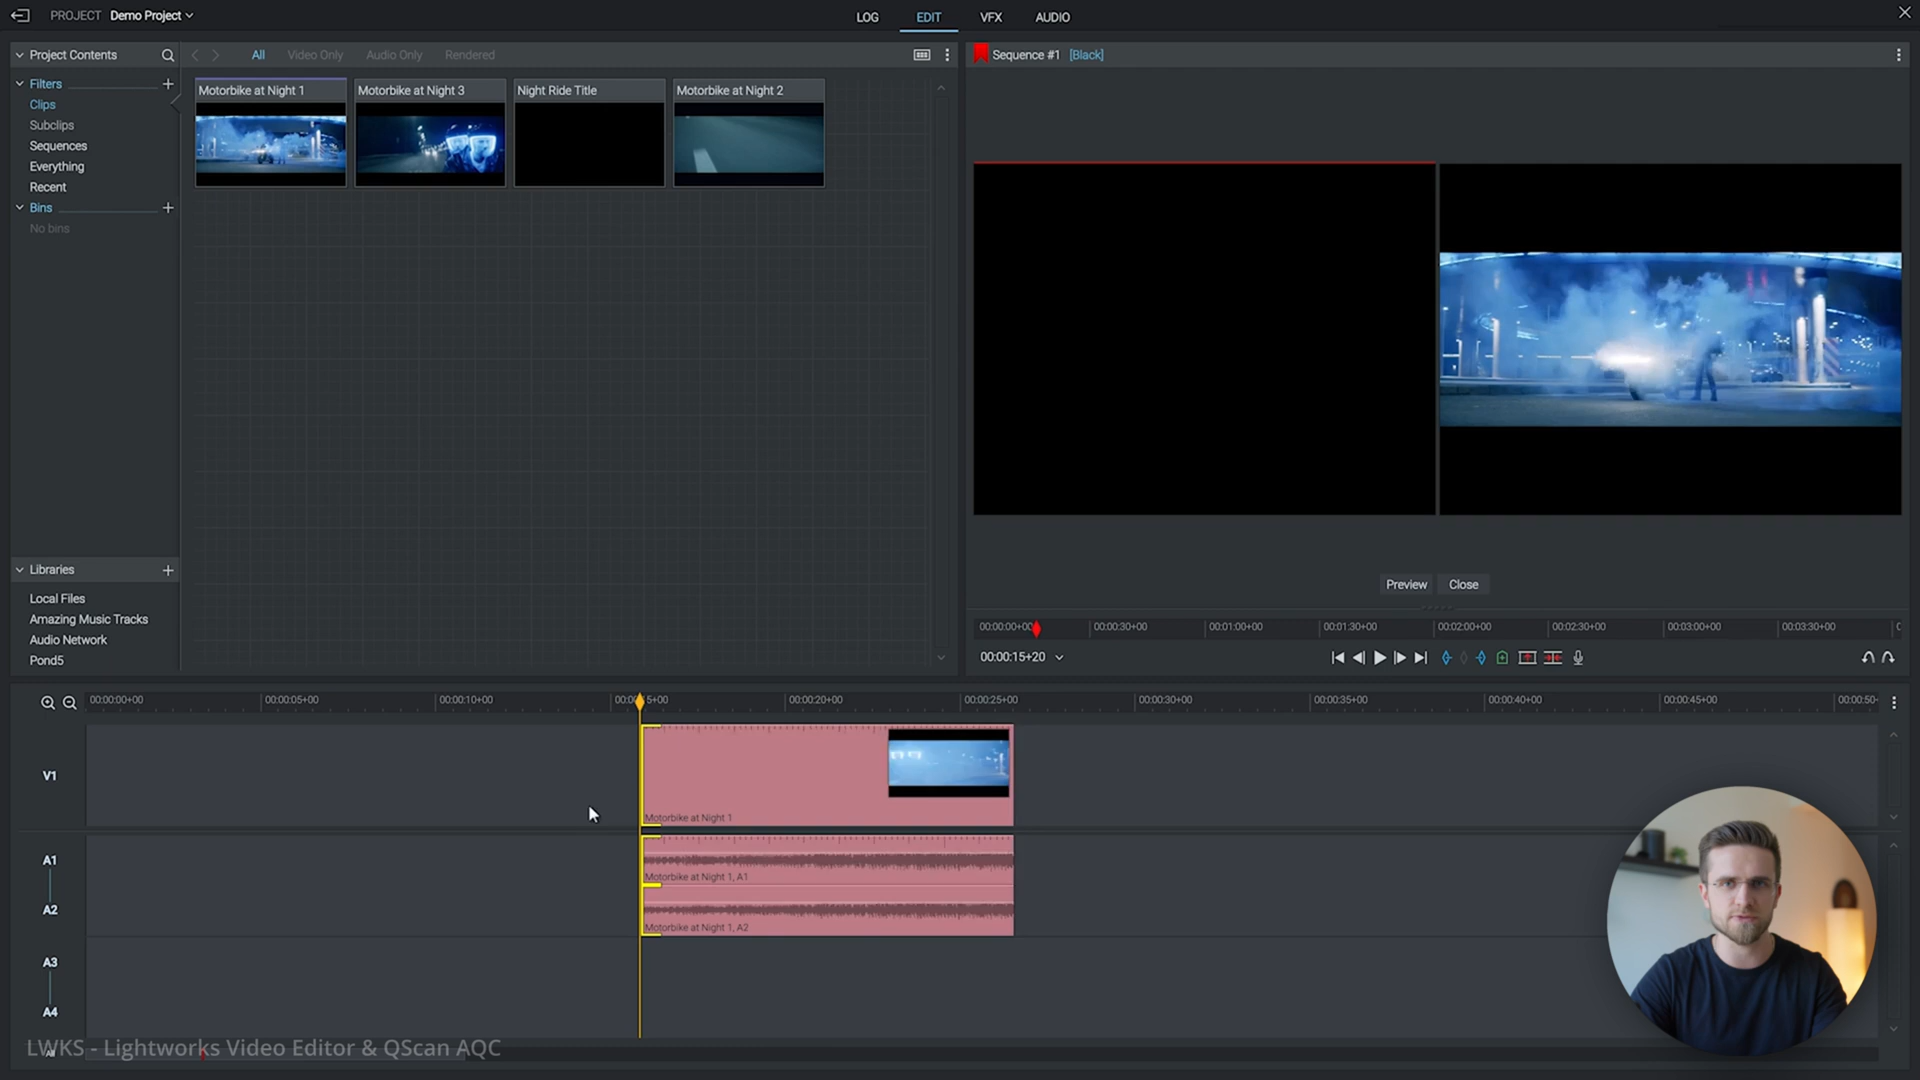 PROJECT Demo Project
LOG EDIT VFX AUDIO
Project Contents
All Video Only Audio Only Rendered
Sequence #1 [Black]
Filters
Clips
Subclips
Sequences
Everything
Recent
Bins
No bins
Motorbike at Night 1
Motorbike at Night 3
Night Ride Title
Motorbike at Night 2
Libraries
Local Files
Amazing Music Tracks
Audio Network
Pond5
Preview Close
00:00:00+00 00:00:30+00 00:01:00+00 00:01:30+00 00:02:00+00 00:02:30+00 00:03:00+00 00:03:30+00
00:00:15+20
00:00:00+00 00:00:05+00 00:00:10+00 00:00:20+00 00:00:25+00 00:00:30+00 00:00:35+00 00:00:40+00 00:00:45+00 00:00:50
V1
Motorbike at Night 1
A1
Motorbike at Night 1, A1
A2
Motorbike at Night 1, A2
A3
A4
LWKS - Lightworks Video Editor & QScan AQC